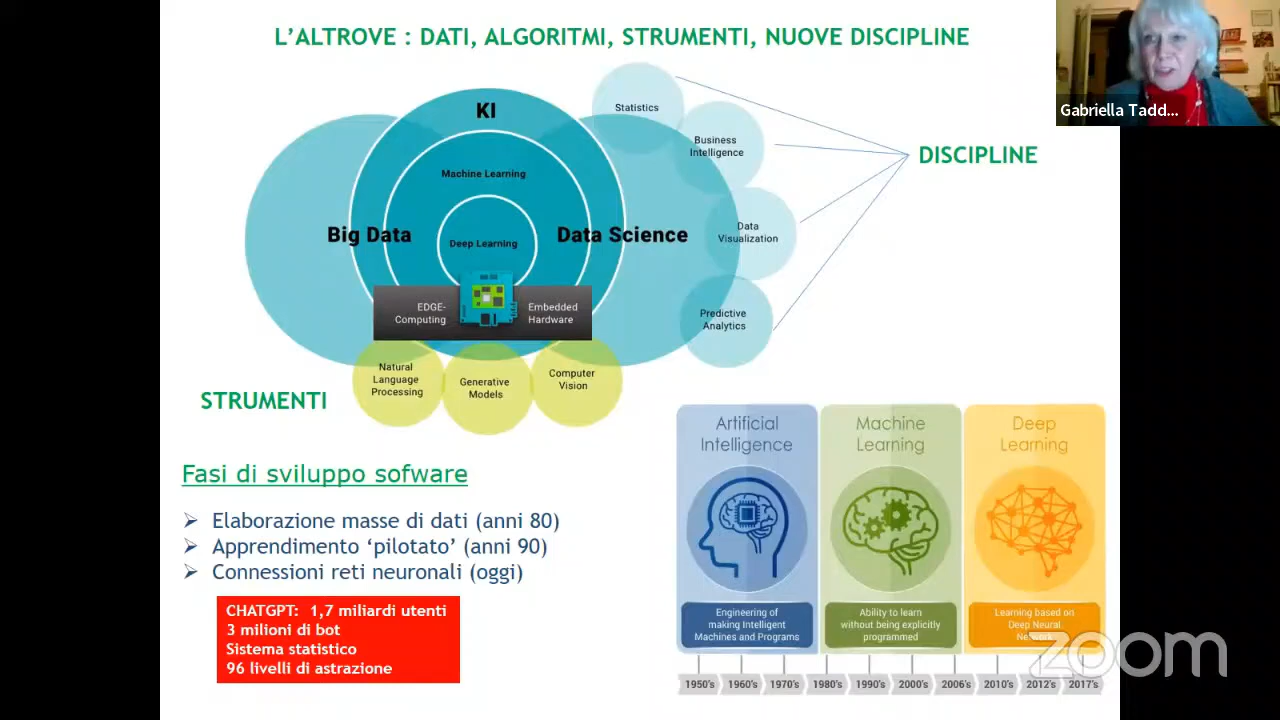 L'ALTROVE : DATI, ALGORITMI, STRUMENTI, NUOVE DISCIPLINE
Gabriella Tadd...
KI
Machine Learning
Deep Learning
Big Data
Data Science
EDGE-
Computing
Embedded
Hardware
Statistics
Business
Intelligence
Data
Visualization
Predictive
Analytics
DISCIPLINE
Natural
Language
Processing
Generative
Models
Computer
Vision
STRUMENTI
Fasi di sviluppo sofware
➢ Elaborazione masse di dati (anni 80)
➢ Apprendimento ‘pilotato’ (anni 90)
➢ Connessioni reti neuronali (oggi)
CHATGPT: 1,7 miliardi utenti
3 milioni di bot
Sistema statistico
96 livelli di astrazione
Artificial
Intelligence
Engineering of
making Intelligent
Machines and Programs
Machine
Learning
Ability to learn
without being explicitly
programmed
Deep
Learning
Learning based on
Deep Neural
Network
1950's 1960's 1970's 1980's 1990's 2000's 2006's 2010's 2012's 2017's
zoom